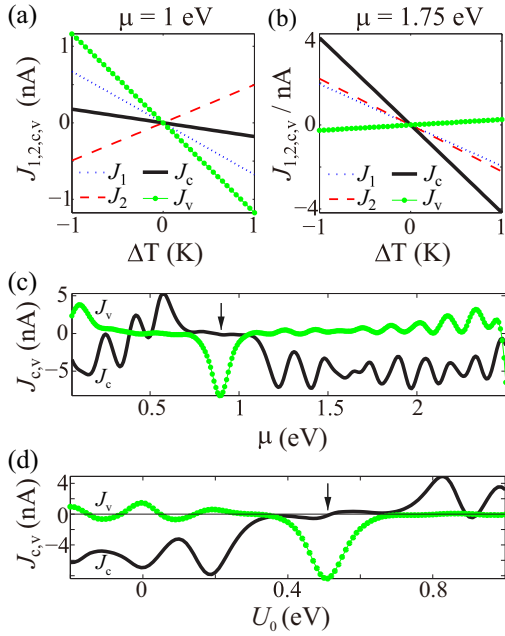 (a) μ = 1 eV
J1,2,c,v (nA)
1
0
−1
J1 Jc
J2 Jv
−1 0 1
ΔT (K)
(b) μ = 1.75 eV
J1,2,c,v / nA
4
0
−4
J1 Jc
J2 Jv
−1 0 1
ΔT (K)
(c)
Jc,v (nA)
5
0
−5
Jv
Jc
0.5 1 1.5 2
μ (eV)
(d)
Jc,v (nA)
4
0
−4
Jv
Jc
0 0.4 0.8
U0 (eV)